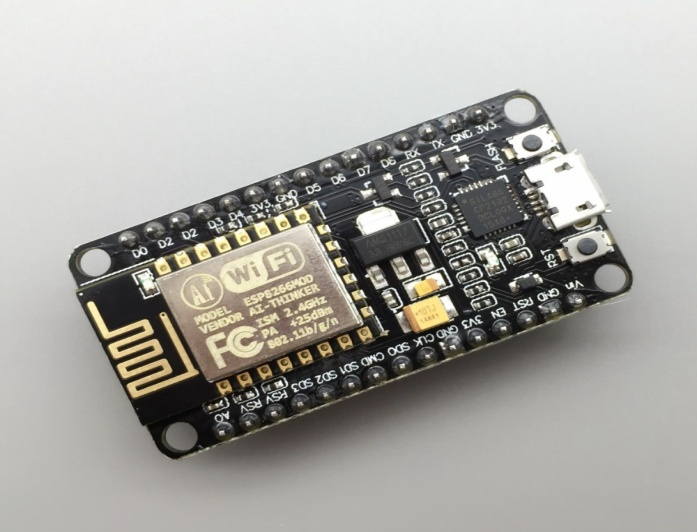 D0 D2 D2 D3 D4 3V3 GND D5 D6 D7 D8 RX TX GND 3V3
FLASH
RST
Ai
WiFi
MODEL ESP8266MOD
VENDOR AI-THINKER
ISM 2.4GHz
PA +25dBm
802.11b/g/n
FC
A0 RSV RSV SD3 SD2 SD1 CMD SD0 CLK GND 3V3 EN RST GND Vin